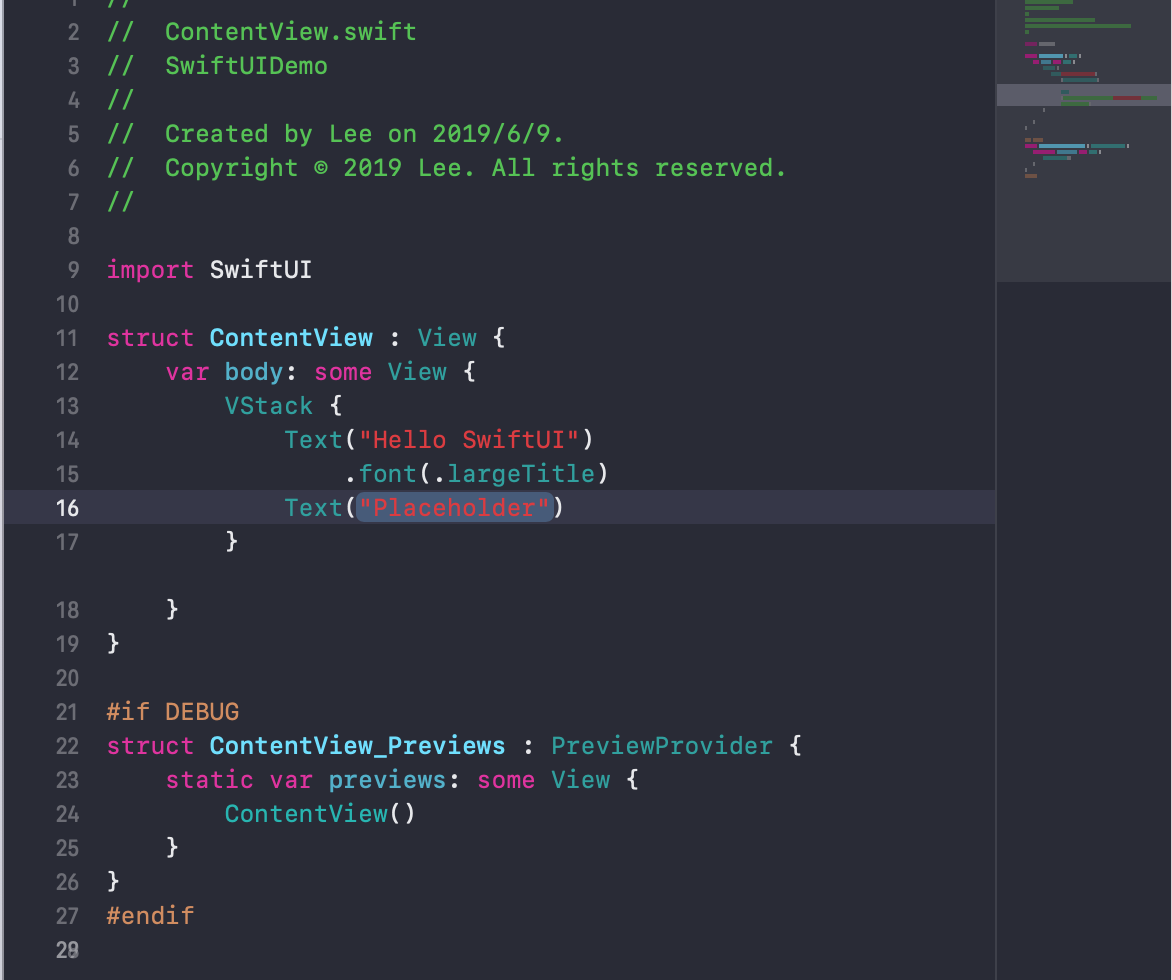 1 //
2 //  ContentView.swift
3 //  SwiftUIDemo
4 //
5 //  Created by Lee on 2019/6/9.
6 //  Copyright © 2019 Lee. All rights reserved.
7 //
8
9 import SwiftUI
10
11 struct ContentView : View {
12     var body: some View {
13         VStack {
14             Text("Hello SwiftUI")
15                 .font(.largeTitle)
16             Text("Placeholder")
17         }
18     }
19 }
20
21 #if DEBUG
22 struct ContentView_Previews : PreviewProvider {
23     static var previews: some View {
24         ContentView()
25     }
26 }
27 #endif